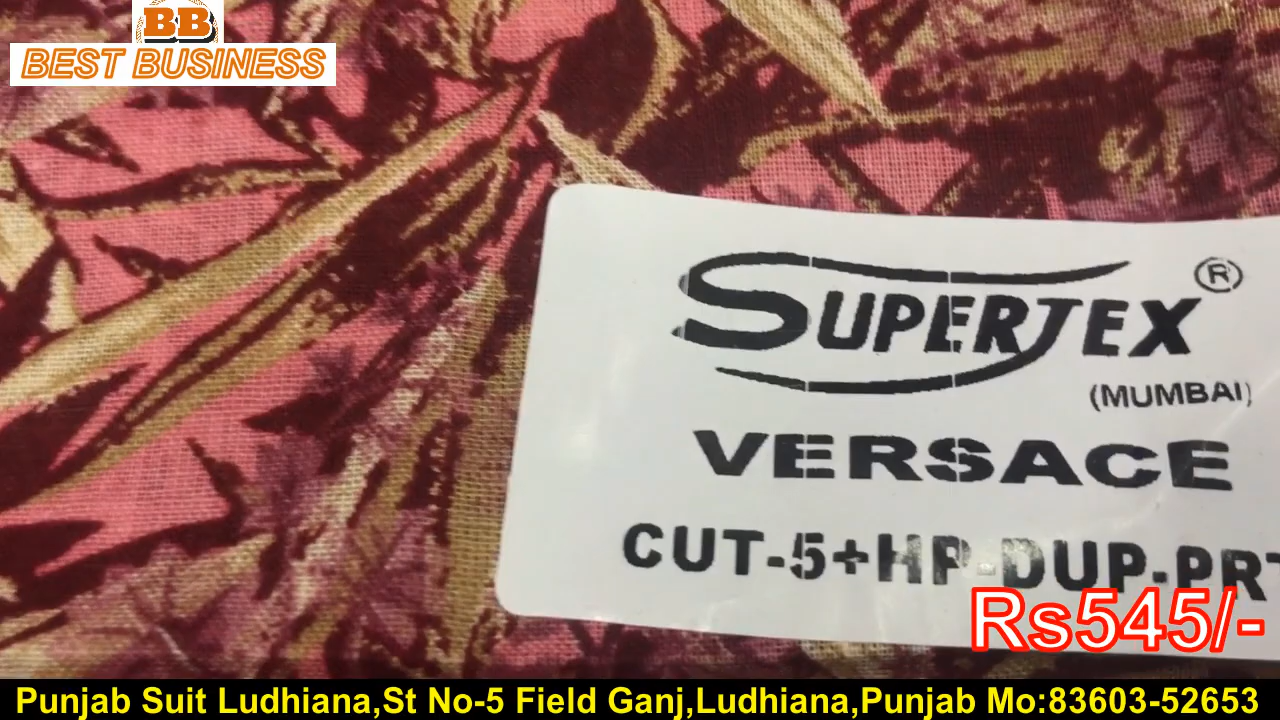 BB
BEST BUSINESS
SUPERTEX ®
(MUMBAI)
VERSACE
CUT-5+HP-DUP-PRT
Rs545/-
Punjab Suit Ludhiana,St No-5 Field Ganj,Ludhiana,Punjab Mo:83603-52653